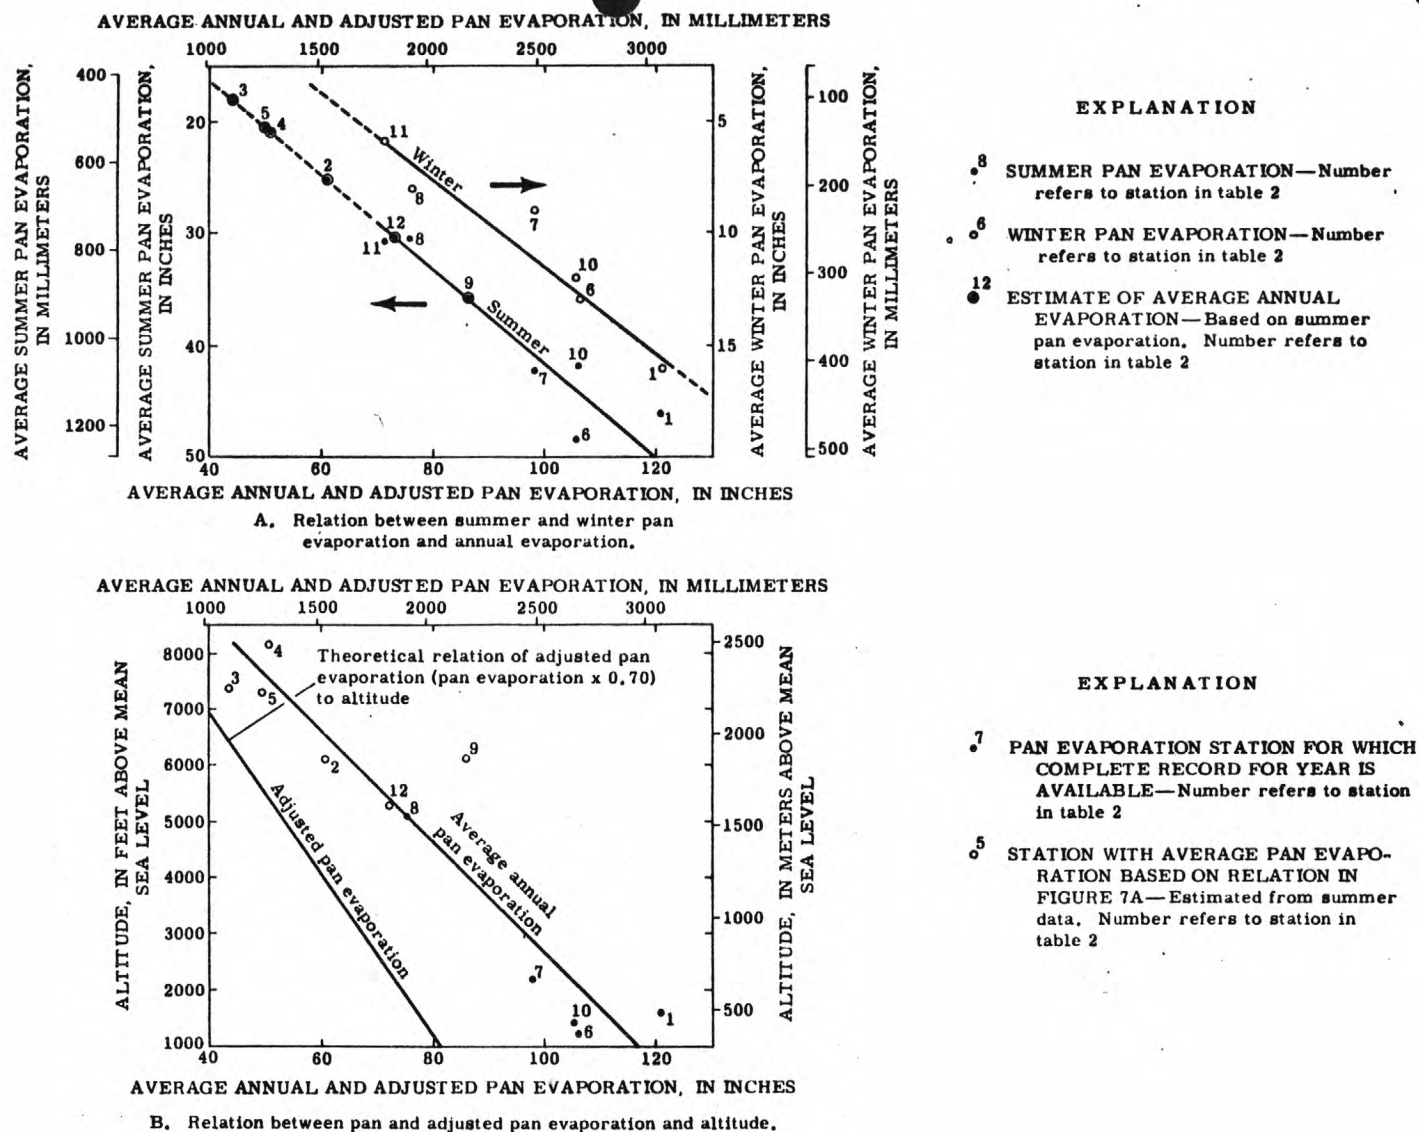 AVERAGE ANNUAL AND ADJUSTED PAN EVAPORATION, IN MILLIMETERS
1000 1500 2000 2500 3000
AVERAGE SUMMER PAN EVAPORATION,
IN MILLIMETERS
400
600
800
1000
1200
AVERAGE SUMMER PAN EVAPORATION,
IN INCHES
20
30
40
50
3
5
4
2
12
11
8
9
7
10
6
1
Summer
11
8
7
10
6
1
Winter
5
10
15
AVERAGE WINTER PAN EVAPORATION,
IN INCHES
100
200
300
400
500
AVERAGE WINTER PAN EVAPORATION,
IN MILLIMETERS
40 60 80 100 120
AVERAGE ANNUAL AND ADJUSTED PAN EVAPORATION, IN INCHES
A. Relation between summer and winter pan
evaporation and annual evaporation.
EXPLANATION
8
SUMMER PAN EVAPORATION—Number
refers to station in table 2
6
WINTER PAN EVAPORATION—Number
refers to station in table 2
12
ESTIMATE OF AVERAGE ANNUAL
EVAPORATION—Based on summer
pan evaporation. Number refers to
station in table 2
AVERAGE ANNUAL AND ADJUSTED PAN EVAPORATION, IN MILLIMETERS
1000 1500 2000 2500 3000
ALTITUDE, IN FEET ABOVE MEAN
SEA LEVEL
8000
7000
6000
5000
4000
3000
2000
1000
4
3
5
2
12
8
9
7
10
6
1
Theoretical relation of adjusted pan
evaporation (pan evaporation x 0.70)
to altitude
Adjusted pan evaporation
Average annual
pan evaporation
2500
2000
1500
1000
500
ALTITUDE, IN METERS ABOVE MEAN
SEA LEVEL
40 60 80 100 120
AVERAGE ANNUAL AND ADJUSTED PAN EVAPORATION, IN INCHES
B. Relation between pan and adjusted pan evaporation and altitude.
EXPLANATION
7
PAN EVAPORATION STATION FOR WHICH
COMPLETE RECORD FOR YEAR IS
AVAILABLE—Number refers to station
in table 2
5
STATION WITH AVERAGE PAN EVAPO-
RATION BASED ON RELATION IN
FIGURE 7A—Estimated from summer
data. Number refers to station in
table 2